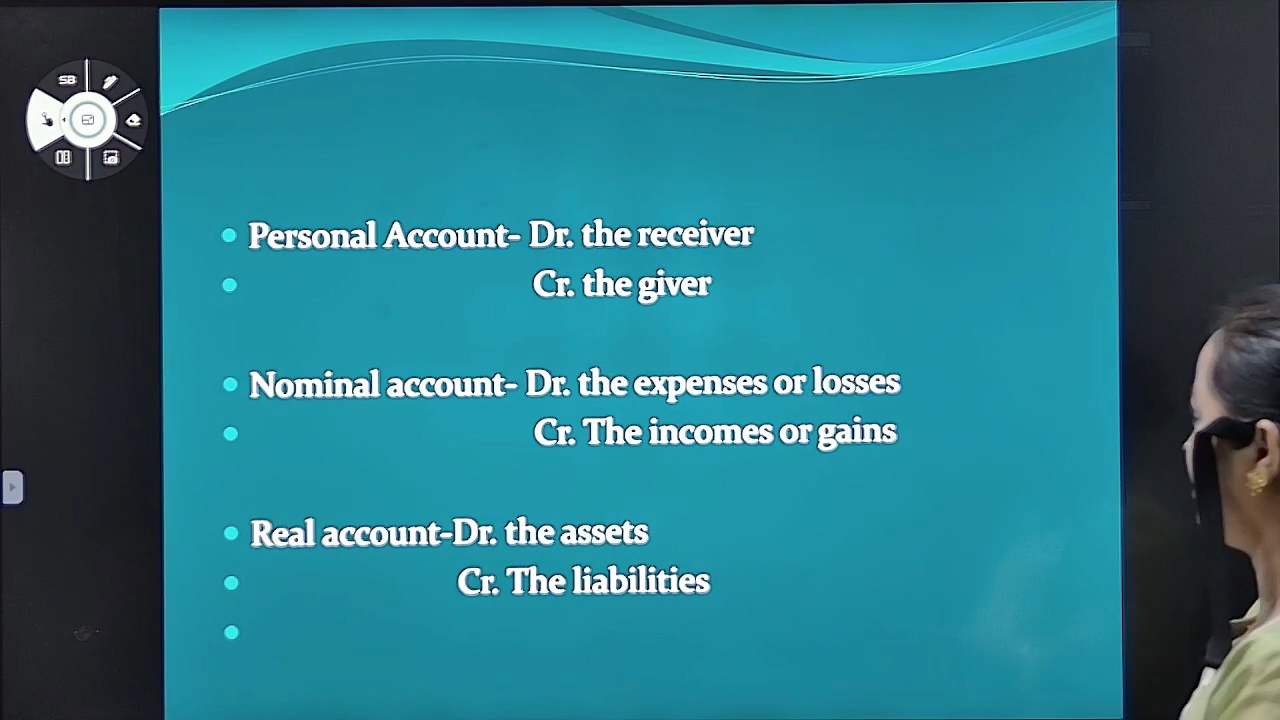 SB
Personal Account- Dr. the receiver
Cr. the giver
Nominal account- Dr. the expenses or losses
Cr. The incomes or gains
Real account-Dr. the assets
Cr. The liabilities